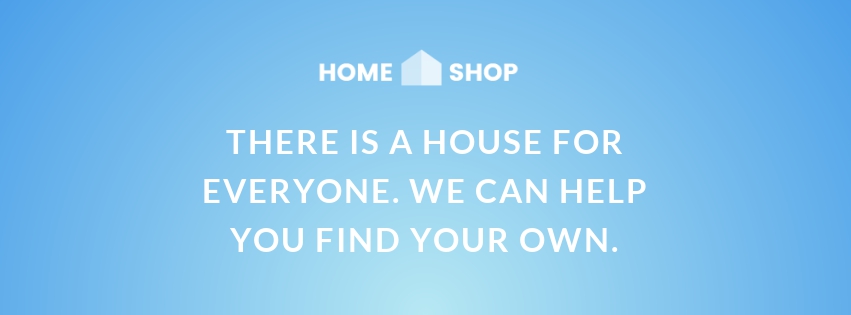 HOME SHOP
THERE IS A HOUSE FOR
EVERYONE. WE CAN HELP
YOU FIND YOUR OWN.